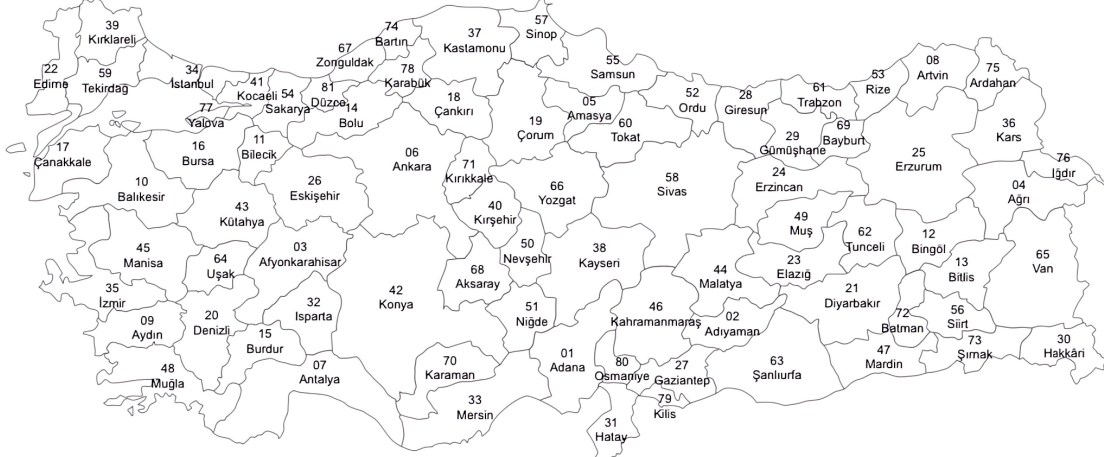 39
Kırklareli
22
Edirne
59
Tekirdağ
34
İstanbul
41
Kocaeli
54
Sakarya
81
Düzce
67
Zonguldak
74
Bartın
78
Karabük
37
Kastamonu
57
Sinop
55
Samsun
52
Ordu
28
Giresun
61
Trabzon
53
Rize
08
Artvin
75
Ardahan
77
Yalova
14
Bolu
18
Çankırı
19
Çorum
05
Amasya
60
Tokat
29
Gümüşhane
69
Bayburt
36
Kars
17
Çanakkale
16
Bursa
11
Bilecik
06
Ankara
71
Kırıkkale
66
Yozgat
58
Sivas
24
Erzincan
25
Erzurum
76
Iğdır
04
Ağrı
10
Balıkesir
43
Kütahya
26
Eskişehir
40
Kırşehir
49
Muş
62
Tunceli
12
Bingöl
65
Van
45
Manisa
64
Uşak
03
Afyonkarahisar
50
Nevşehir
38
Kayseri
44
Malatya
23
Elazığ
13
Bitlis
35
İzmir
42
Konya
68
Aksaray
21
Diyarbakır
09
Aydın
20
Denizli
32
Isparta
51
Niğde
46
Kahramanmaraş
02
Adıyaman
72
Batman
56
Siirt
15
Burdur
48
Muğla
07
Antalya
70
Karaman
01
Adana
80
Osmaniye
27
Gaziantep
63
Şanlıurfa
47
Mardin
73
Şırnak
30
Hakkâri
33
Mersin
79
Kilis
31
Hatay